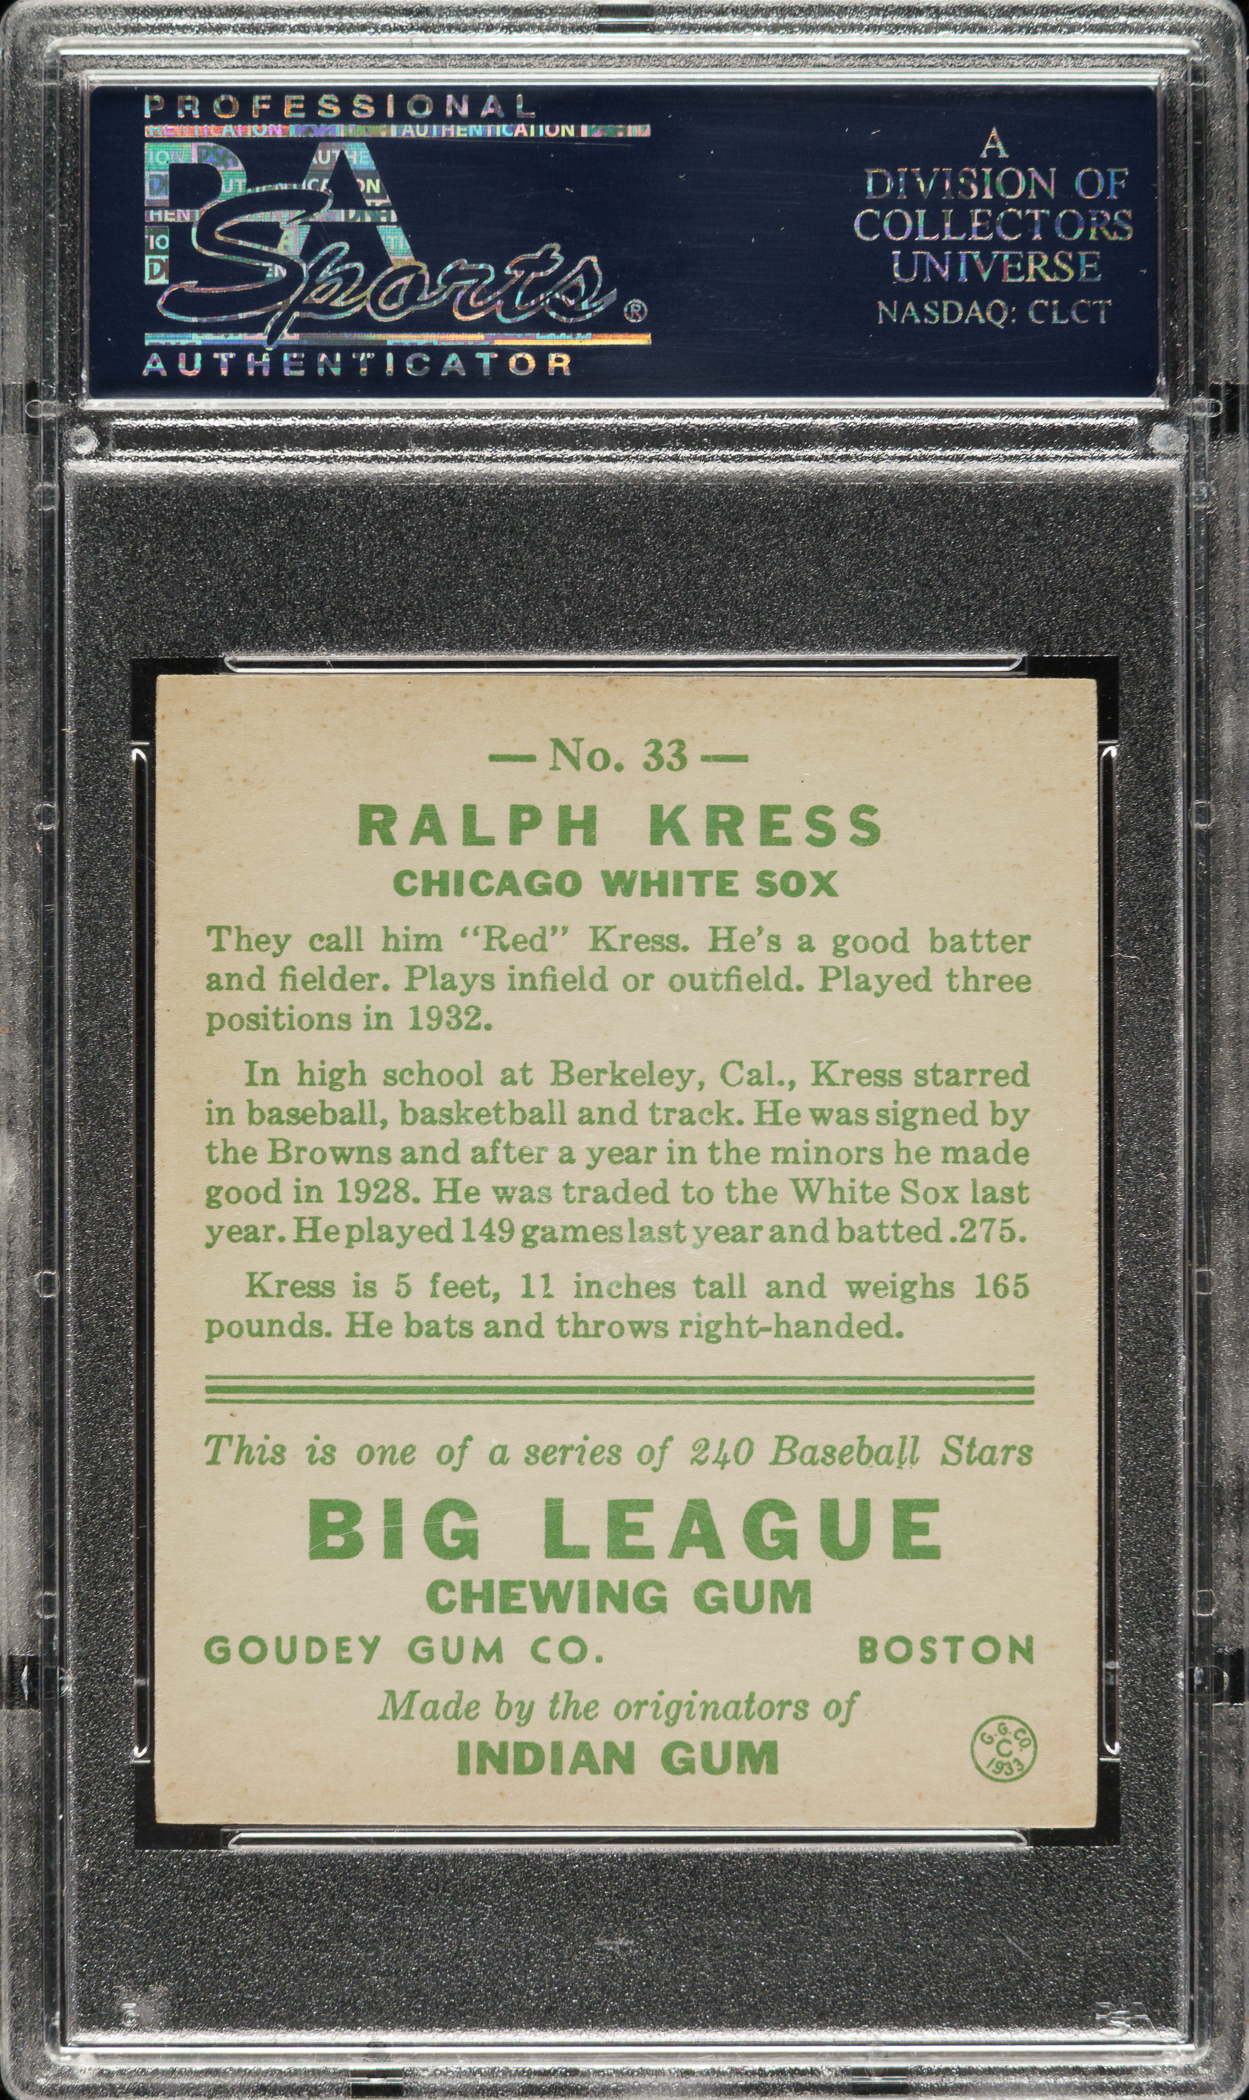 PROFESSIONAL
PSA
Sports®
AUTHENTICATOR
A
DIVISION OF
COLLECTORS
UNIVERSE
NASDAQ: CLCT
— No. 33 —
RALPH KRESS
CHICAGO WHITE SOX
They call him “Red” Kress. He's a good batter
and fielder. Plays infield or outfield. Played three
positions in 1932.
In high school at Berkeley, Cal., Kress starred
in baseball, basketball and track. He was signed by
the Browns and after a year in the minors he made
good in 1928. He was traded to the White Sox last
year. He played 149 games last year and batted .275.
Kress is 5 feet, 11 inches tall and weighs 165
pounds. He bats and throws right-handed.
This is one of a series of 240 Baseball Stars
BIG LEAGUE
CHEWING GUM
GOUDEY GUM CO. BOSTON
Made by the originators of
INDIAN GUM
G. G. CO.
C
1933